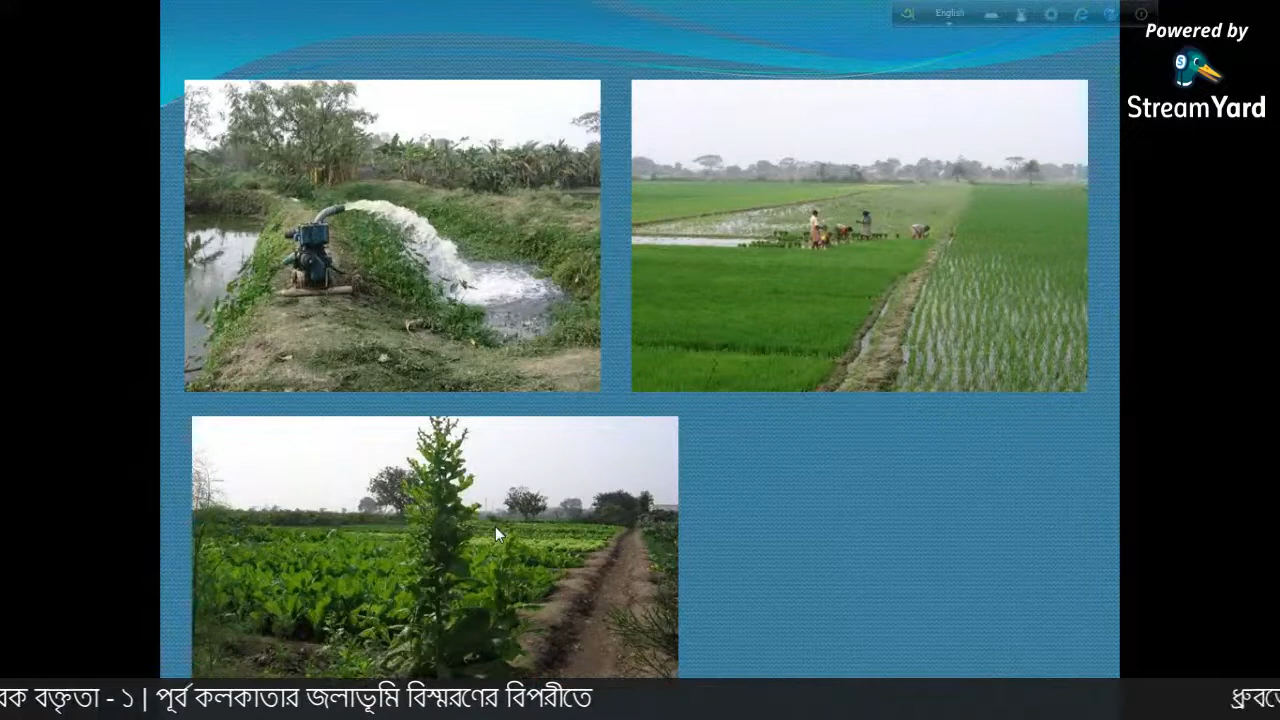 English
Powered by
StreamYard
বক্তৃতা - ১ | পূর্ব কলকাতার জলাভূমি বিস্মরণের বিপরীতে